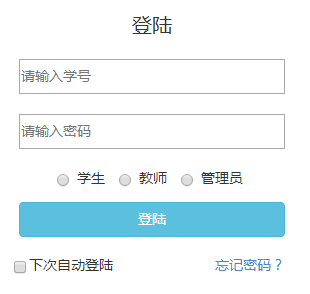 登陆
请输入学号
请输入密码
学生 教师 管理员
登陆
下次自动登陆 忘记密码？